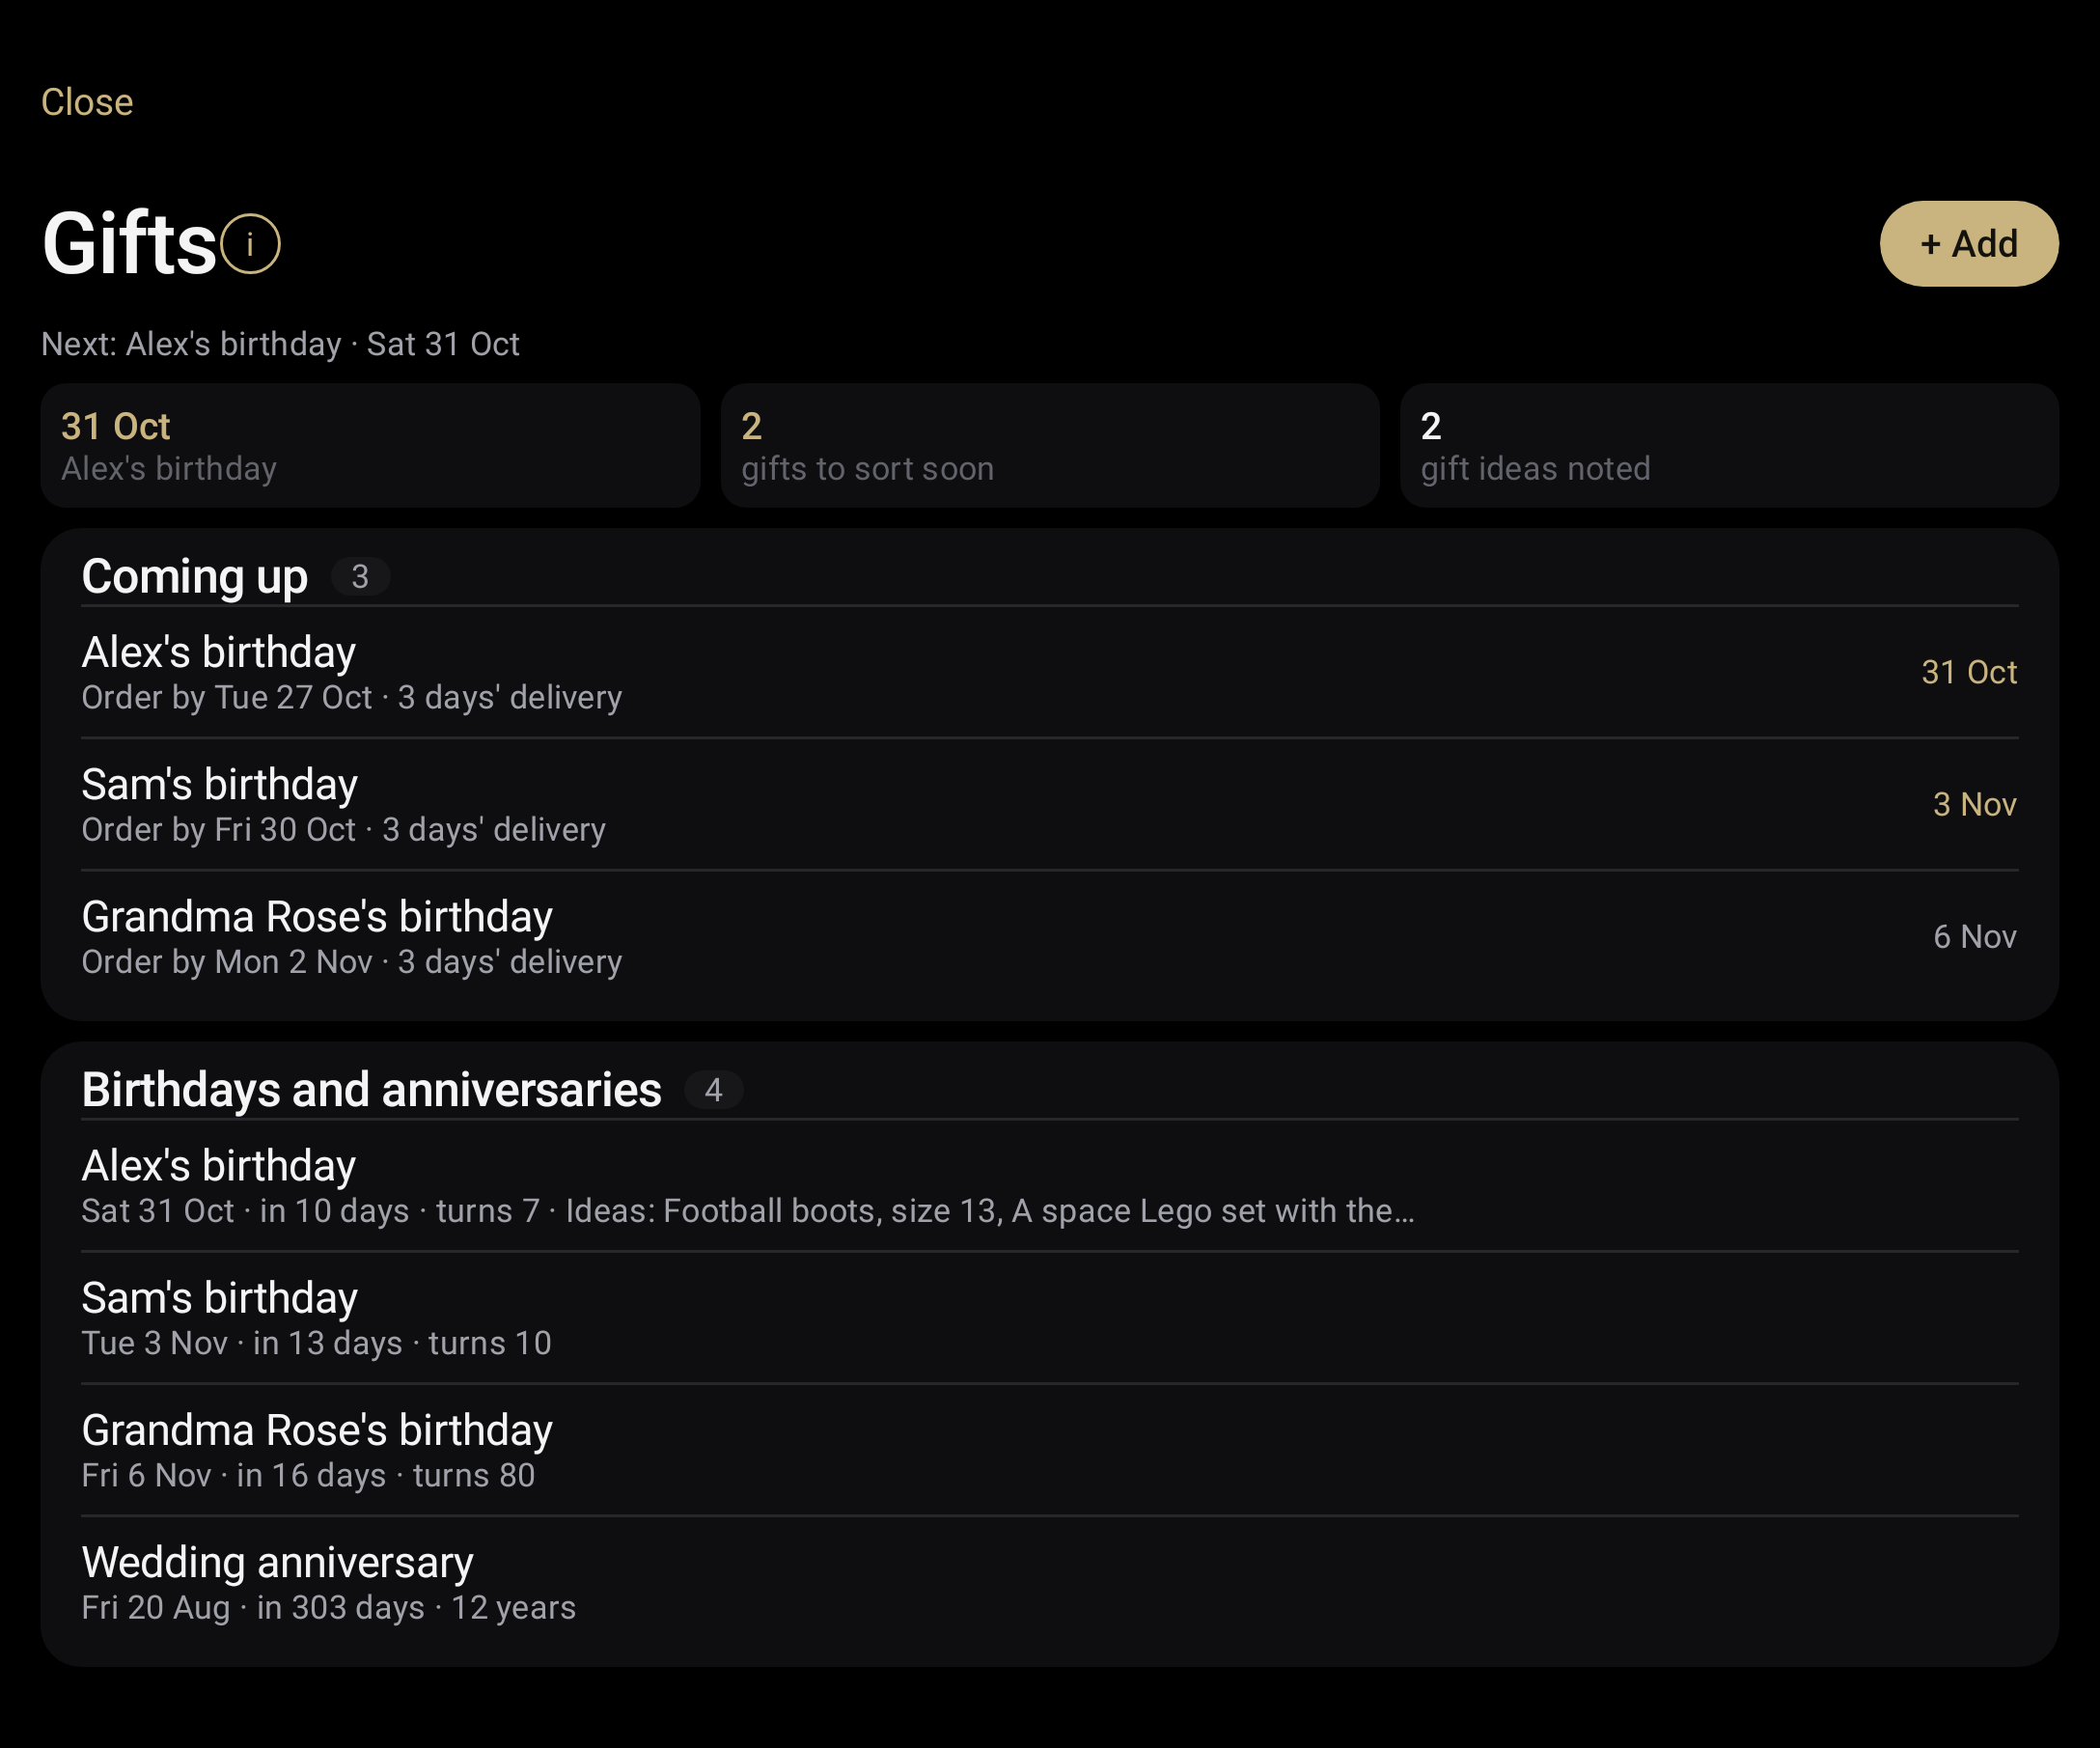 Close
Gifts i
+ Add
Next: Alex's birthday · Sat 31 Oct
31 Oct
Alex's birthday
2
gifts to sort soon
2
gift ideas noted
Coming up 3
Alex's birthday
Order by Tue 27 Oct · 3 days' delivery
31 Oct
Sam's birthday
Order by Fri 30 Oct · 3 days' delivery
3 Nov
Grandma Rose's birthday
Order by Mon 2 Nov · 3 days' delivery
6 Nov
Birthdays and anniversaries 4
Alex's birthday
Sat 31 Oct · in 10 days · turns 7 · Ideas: Football boots, size 13, A space Lego set with the…
Sam's birthday
Tue 3 Nov · in 13 days · turns 10
Grandma Rose's birthday
Fri 6 Nov · in 16 days · turns 80
Wedding anniversary
Fri 20 Aug · in 303 days · 12 years